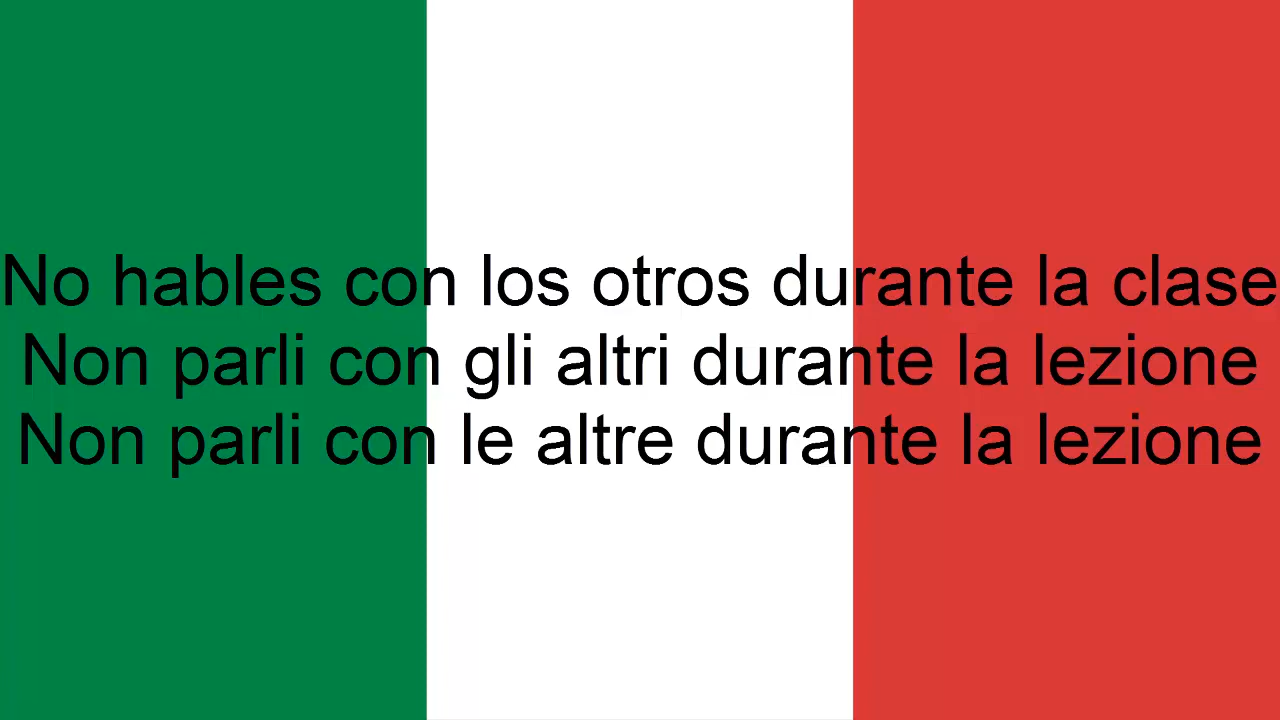 No hables con los otros durante la clase
Non parli con gli altri durante la lezione
Non parli con le altre durante la lezione